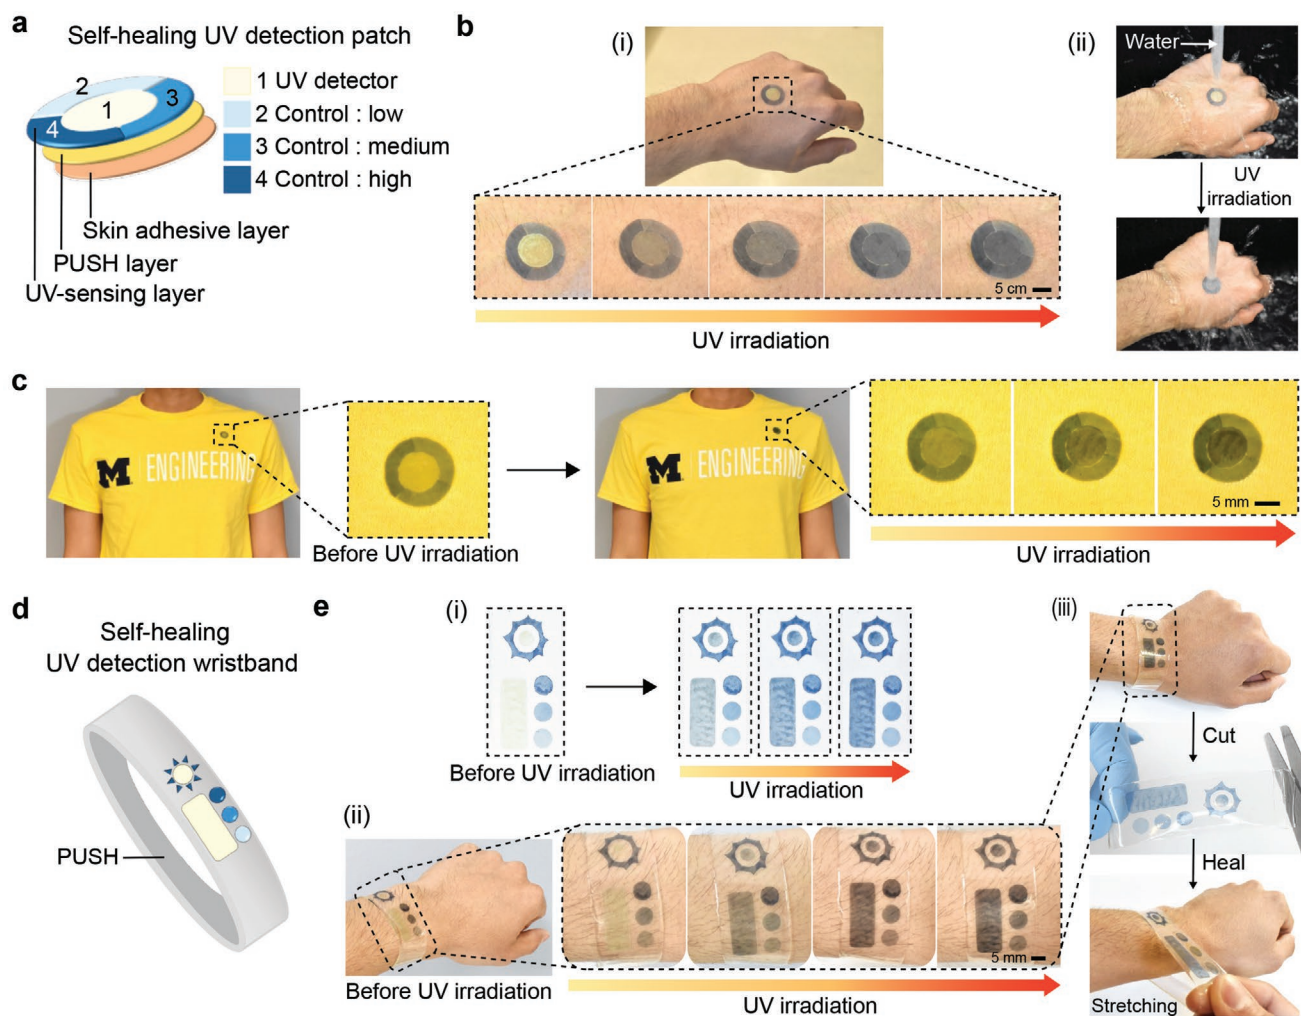 a
Self-healing UV detection patch
2
3
1
4
1 UV detector
2 Control : low
3 Control : medium
4 Control : high
Skin adhesive layer
PUSH layer
UV-sensing layer
b
(i)
5 cm
UV irradiation
(ii)
Water
UV
irradiation
c
M ENGINEERING
Before UV irradiation
M ENGINEERING
5 mm
UV irradiation
d
Self-healing
UV detection wristband
PUSH
e
(i)
Before UV irradiation
UV irradiation
(ii)
Before UV irradiation
5 mm
UV irradiation
(iii)
Cut
Heal
Stretching